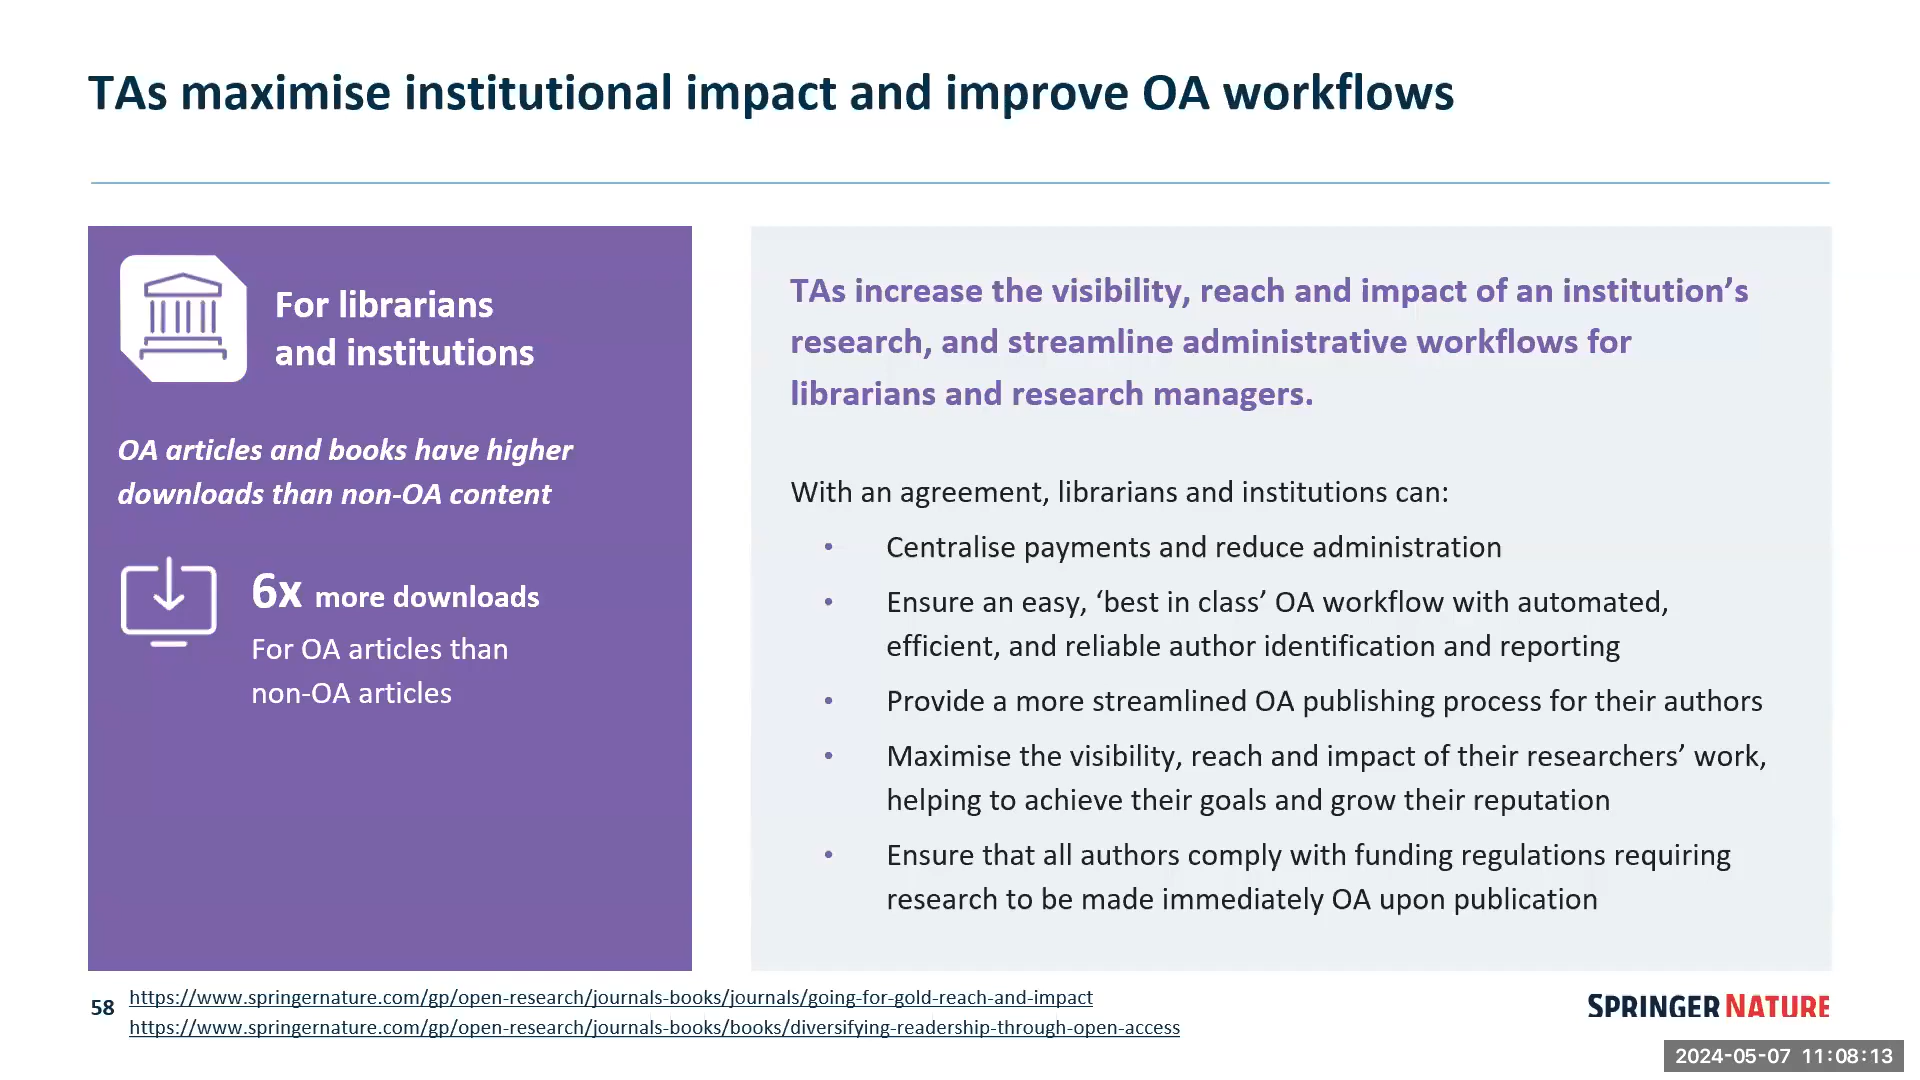 TAs maximise institutional impact and improve OA workflows
For librarians
and institutions
OA articles and books have higher
downloads than non-OA content
6x more downloads
For OA articles than
non-OA articles
TAs increase the visibility, reach and impact of an institution’s
research, and streamline administrative workflows for
librarians and research managers.
With an agreement, librarians and institutions can:
• Centralise payments and reduce administration
• Ensure an easy, ‘best in class’ OA workflow with automated,
efficient, and reliable author identification and reporting
• Provide a more streamlined OA publishing process for their authors
• Maximise the visibility, reach and impact of their researchers’ work,
helping to achieve their goals and grow their reputation
• Ensure that all authors comply with funding regulations requiring
research to be made immediately OA upon publication
58
https://www.springernature.com/gp/open-research/journals-books/journals/going-for-gold-reach-and-impact
https://www.springernature.com/gp/open-research/journals-books/books/diversifying-readership-through-open-access
SPRINGER NATURE
2024-05-07 11:08:13